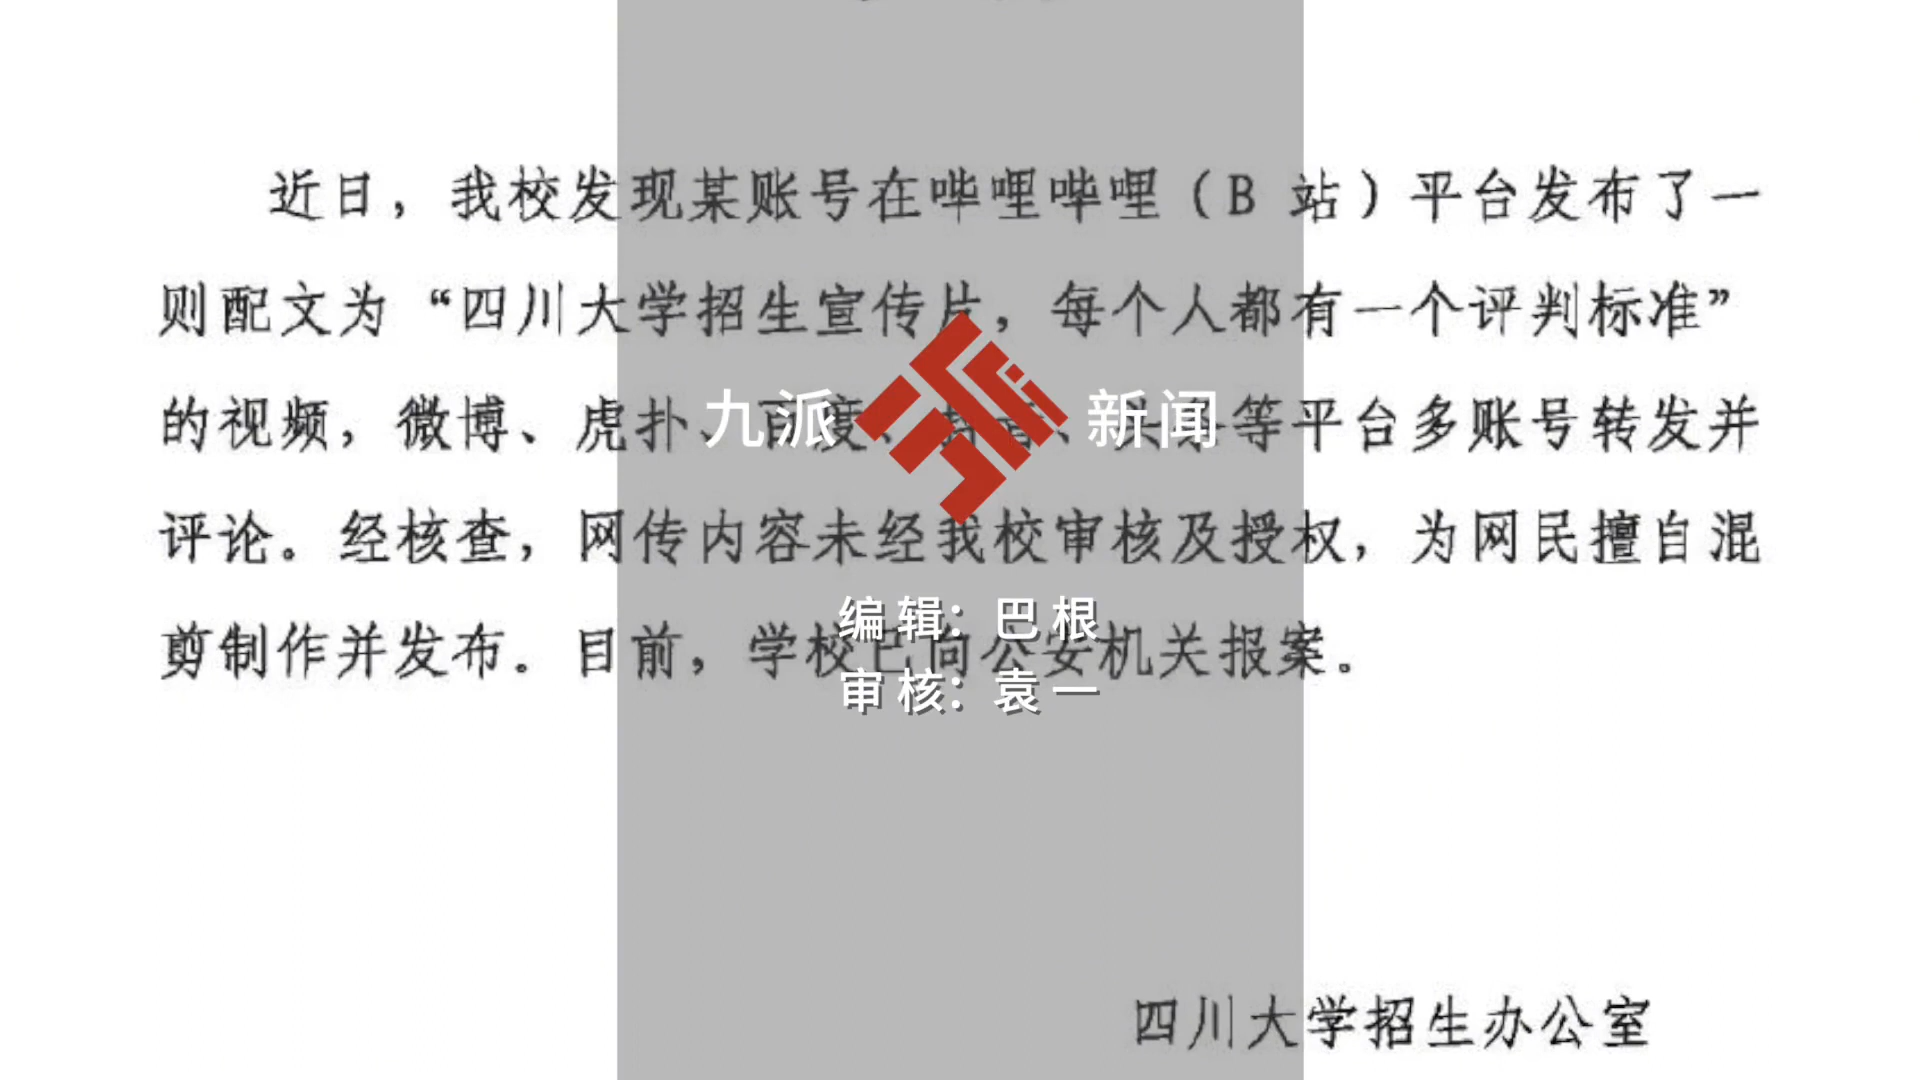 近日，我校发现某账号在哔哩哔哩（B 站）平台发布了一
则配文为“四川大学招生宣传片，每个人都有一个评判标准”
的视频，微博、虎扑、百度、抖音、头条等平台多账号转发并
九派 新闻
评论。经核查，网传内容未经我校审核及授权，为网民擅自混
编辑：巴根
剪制作并发布。目前，学校已向公安机关报案。
审核：袁一
四川大学招生办公室